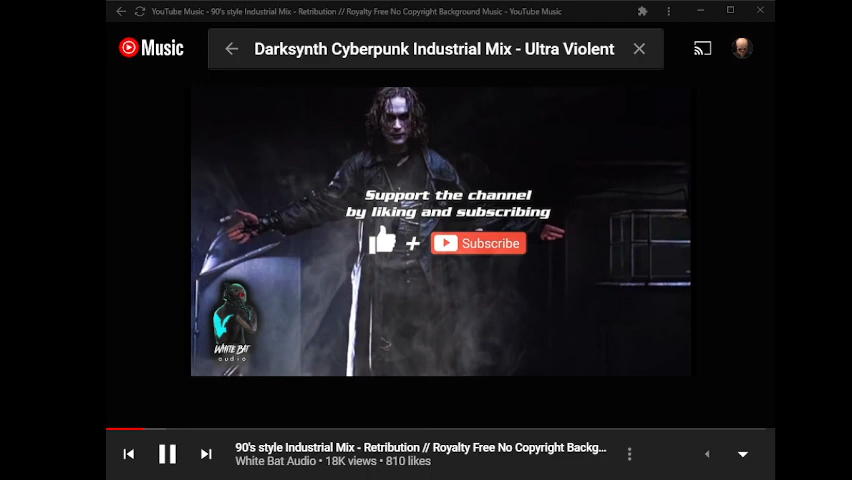 YouTube Music - 90's style Industrial Mix - Retribution // Royalty Free No Copyright Background Music - YouTube Music
Music
Darksynth Cyberpunk Industrial Mix - Ultra Violent
Support the channel
by liking and subscribing
+ Subscribe
WHITE BAT
audio
90's style Industrial Mix - Retribution // Royalty Free No Copyright Backg...
White Bat Audio • 18K views • 810 likes